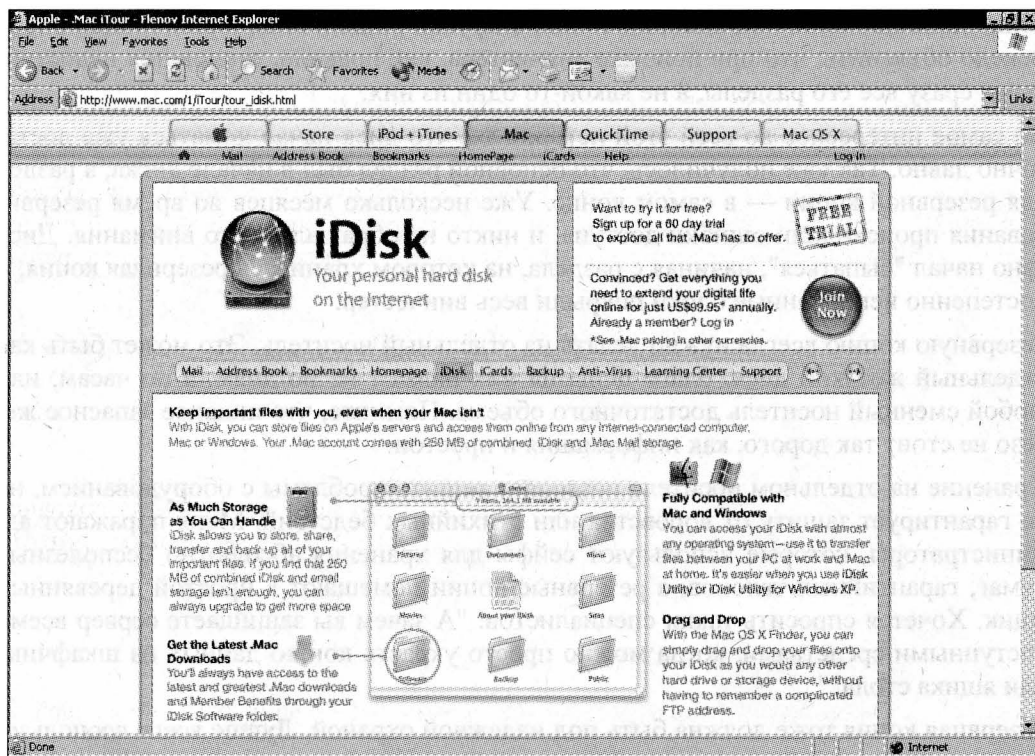 Apple - .Mac iTour - Flenov Internet Explorer
File Edit View Favorites Tools Help
Back Search Favorites Media
Address http://www.mac.com/1/iTour/tour_idisk.html Links
Store iPod + iTunes .Mac QuickTime Support Mac OS X
Mail Address Book Bookmarks HomePage iCards Help Log In
iDisk
Your personal hard disk
on the Internet
Want to try it for free?
Sign up for a 60 day trial
to explore all that .Mac has to offer.
FREE
TRIAL
Convinced? Get everything you
need to extend your digital life
online for just US$99.95* annually.
Already a member? Log in
*See .Mac pricing in other currencies.
Join
Now
Mail Address Book Bookmarks Homepage iDisk iCards Backup Anti-Virus Learning Center Support
Keep important files with you, even when your Mac isn't
With iDisk, you can store files on Apple's servers and access them online from any Internet-connected computer,
Mac or Windows. Your .Mac account comes with 250 MB of combined iDisk and .Mac Mail storage.
As Much Storage
as You Can Handle
iDisk allows you to store, share,
transfer and back up all of your
important files. If you find that 250
MB of combined iDisk and email
storage isn't enough, you can
always upgrade to get more space
Get the Latest .Mac
Downloads
You'll always have access to the
latest and greatest .Mac downloads
and Member Benefits through your
iDisk Software folder.
Pictures Documents Music
Movies About your iDisk Sites
Software Backup Public
Fully Compatible with
Mac and Windows
You can access your iDisk with almost
any operating system—use it to transfer
files between your PC at work and Mac
at home. It's easier when you use iDisk
Utility or iDisk Utility for Windows XP.
Drag and Drop
With the Mac OS X Finder, you can
simply drag and drop your files onto
your iDisk as you would any other
hard drive or storage device, without
having to remember a complicated
FTP address.
Done Internet